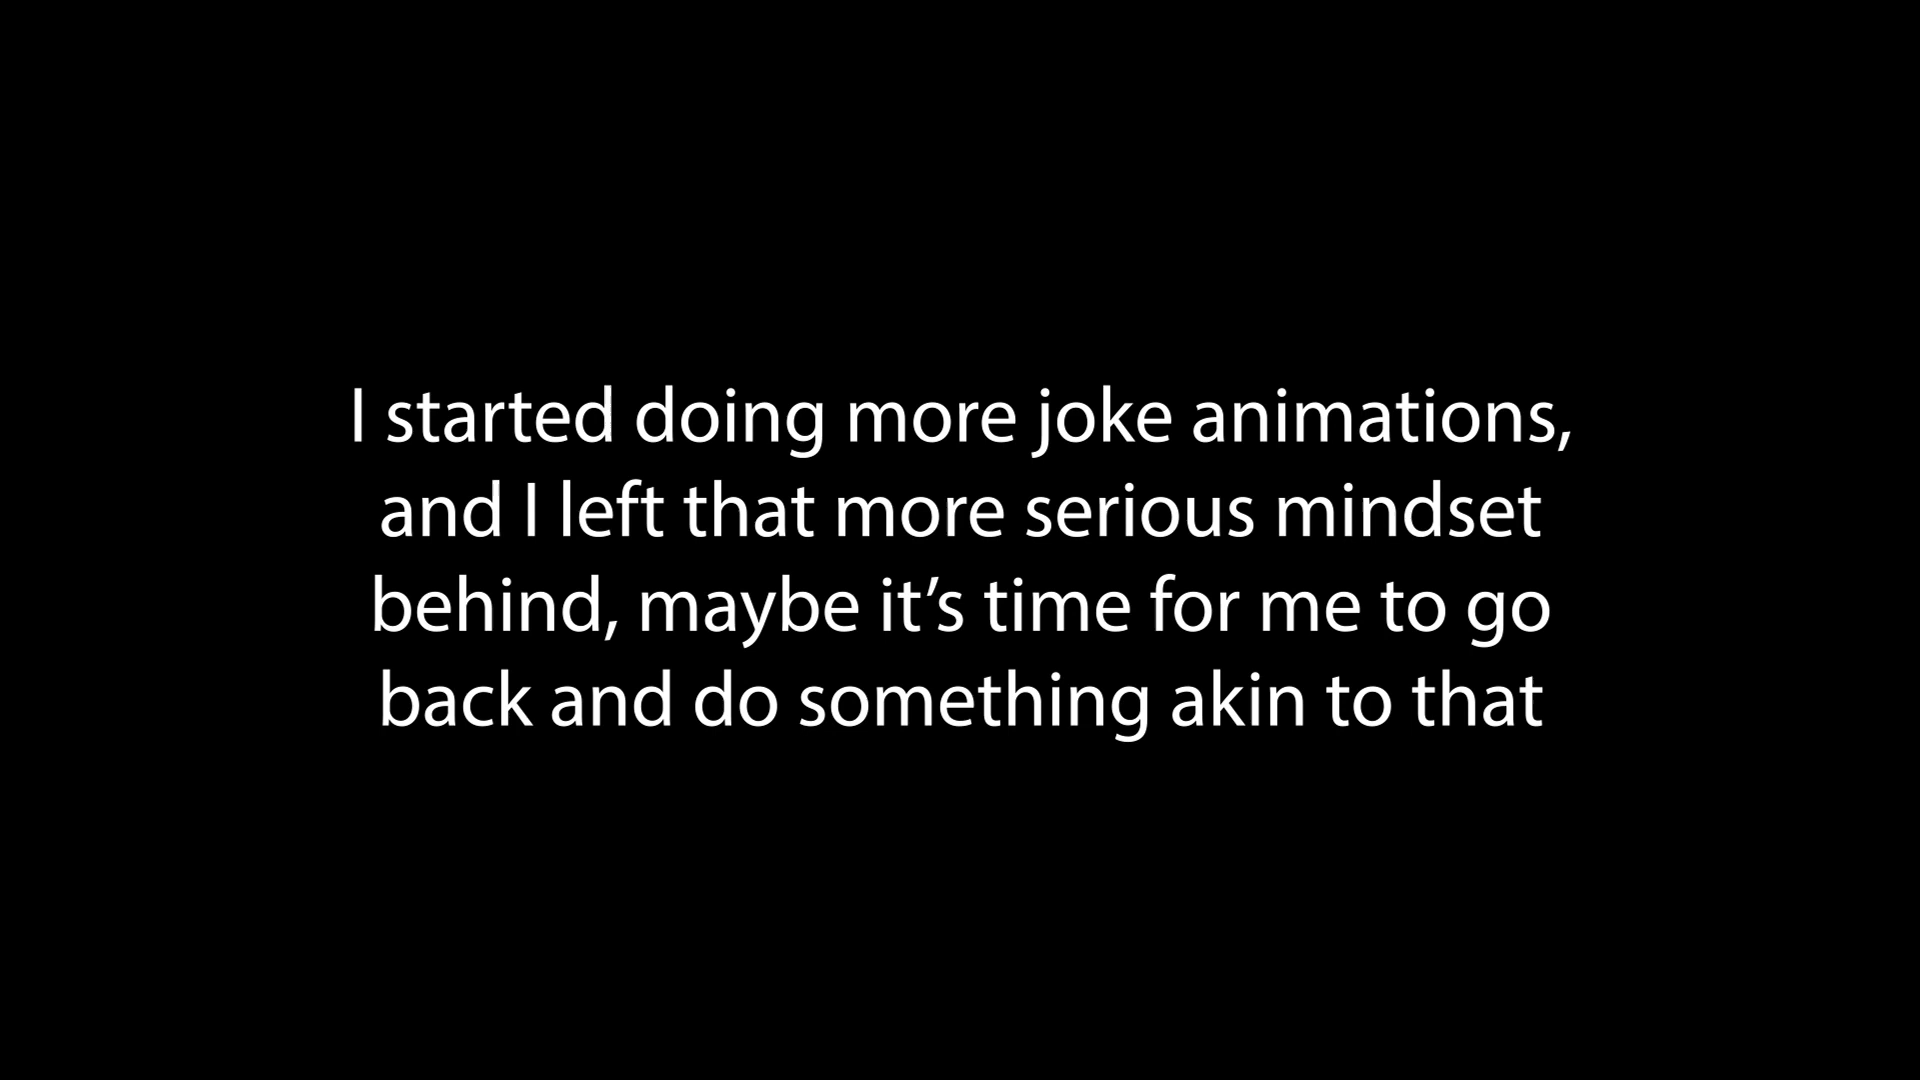 I started doing more joke animations,
and I left that more serious mindset
behind, maybe it’s time for me to go
back and do something akin to that